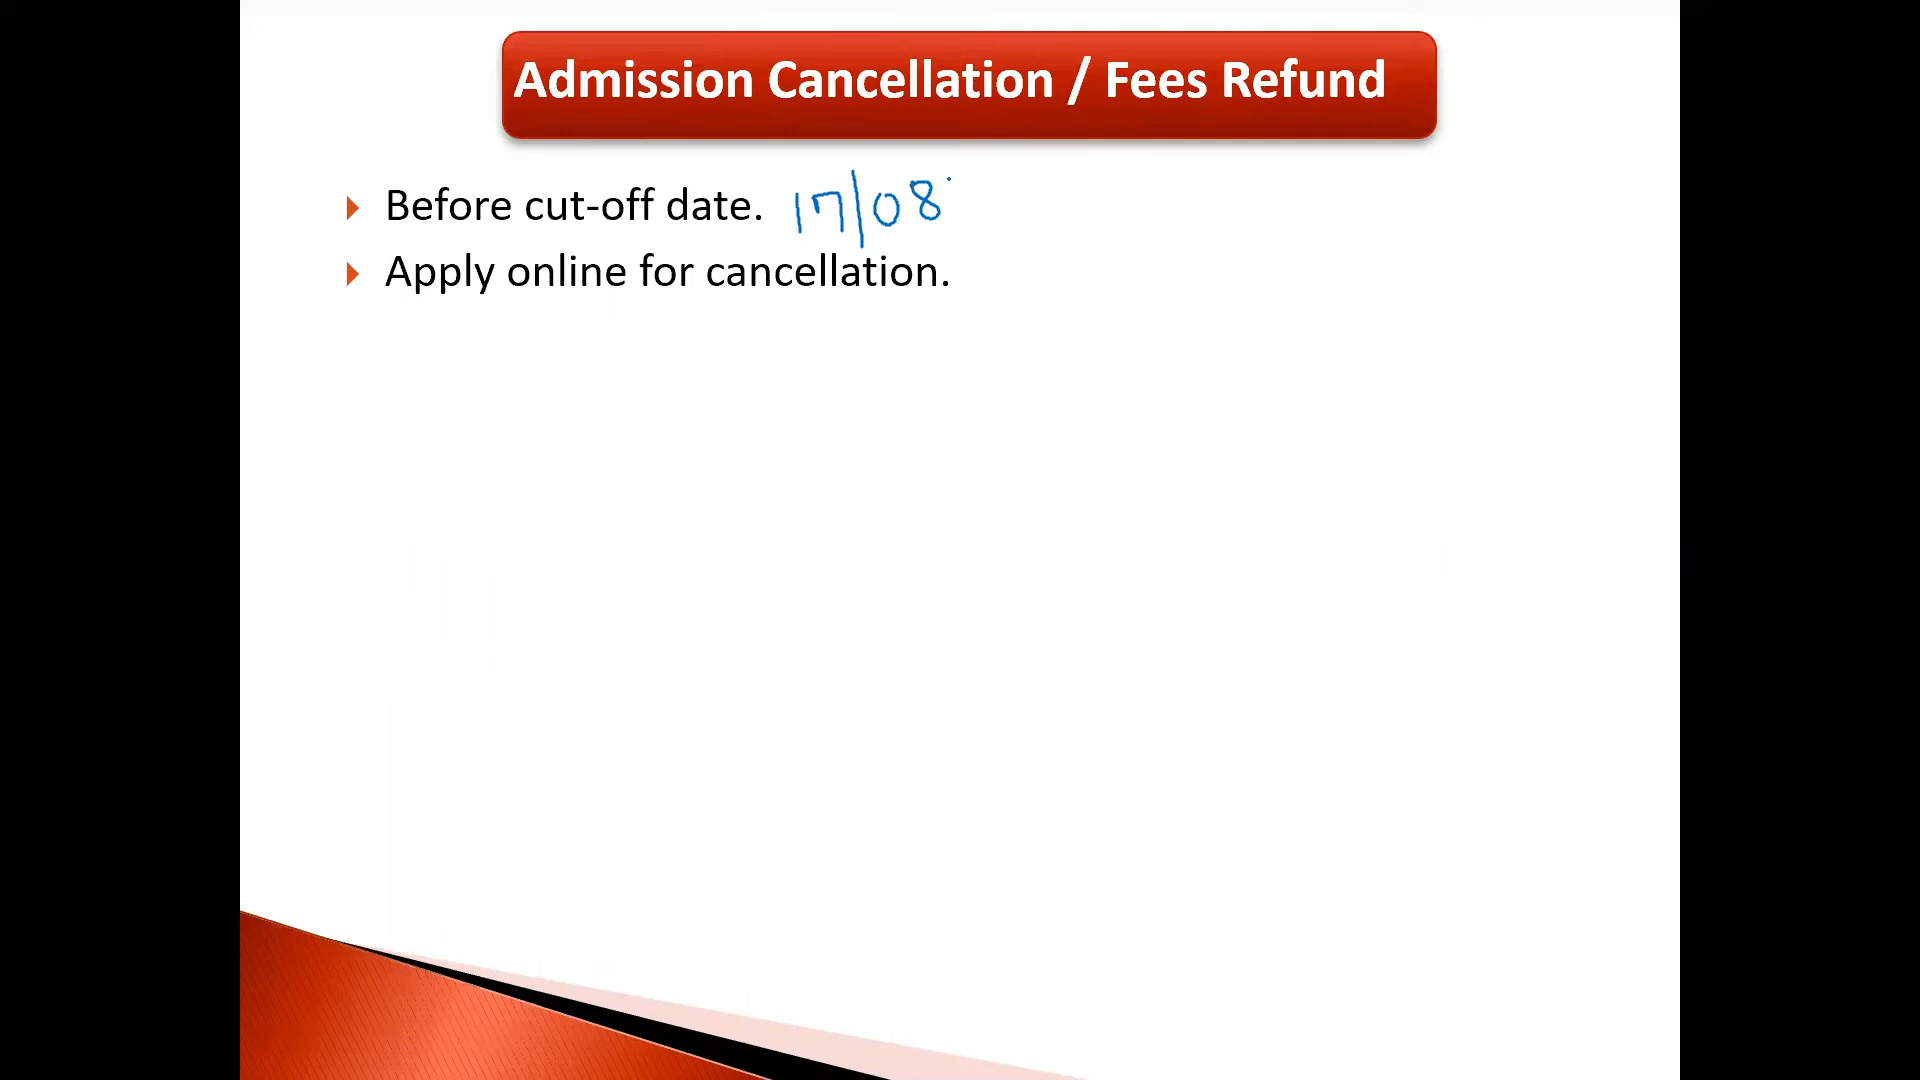 Admission Cancellation / Fees Refund
Before cut-off date. 17/08
Apply online for cancellation.